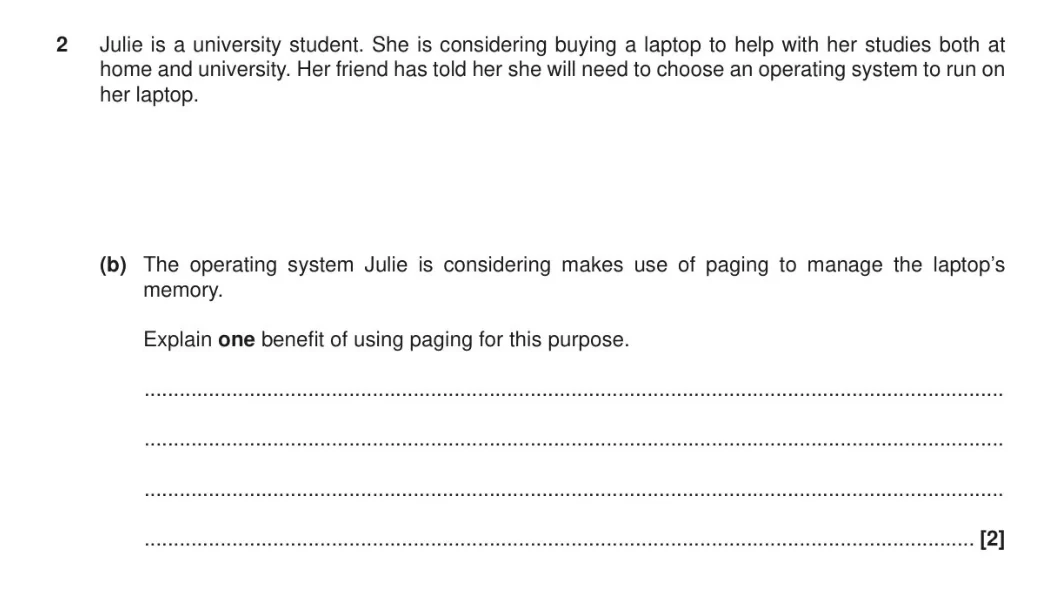 2 Julie is a university student. She is considering buying a laptop to help with her studies both at
home and university. Her friend has told her she will need to choose an operating system to run on
her laptop.
(b) The operating system Julie is considering makes use of paging to manage the laptop's
memory.
Explain one benefit of using paging for this purpose.
[2]